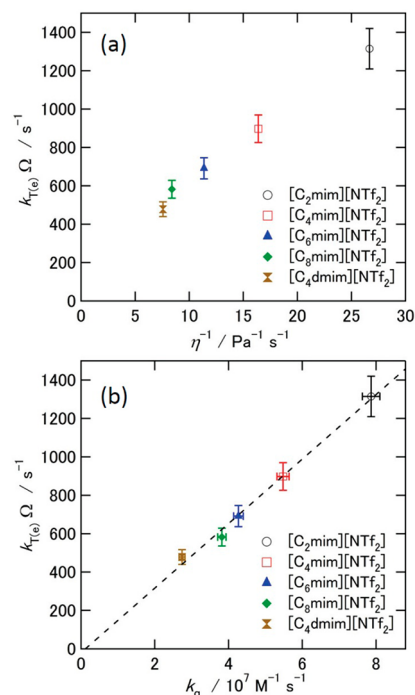 (a)
1400
1200
1000
800
600
400
200
0
k_T(e) Ω / s⁻¹
[C₂mim][NTf₂]
[C₄mim][NTf₂]
[C₆mim][NTf₂]
[C₈mim][NTf₂]
[C₄dmim][NTf₂]
0 5 10 15 20 25 30
η⁻¹ / Pa⁻¹ s⁻¹
(b)
1400
1200
1000
800
600
400
200
0
k_T(e) Ω / s⁻¹
[C₂mim][NTf₂]
[C₄mim][NTf₂]
[C₆mim][NTf₂]
[C₈mim][NTf₂]
[C₄dmim][NTf₂]
0 2 4 6 8
k_q / 10⁷ M⁻¹ s⁻¹